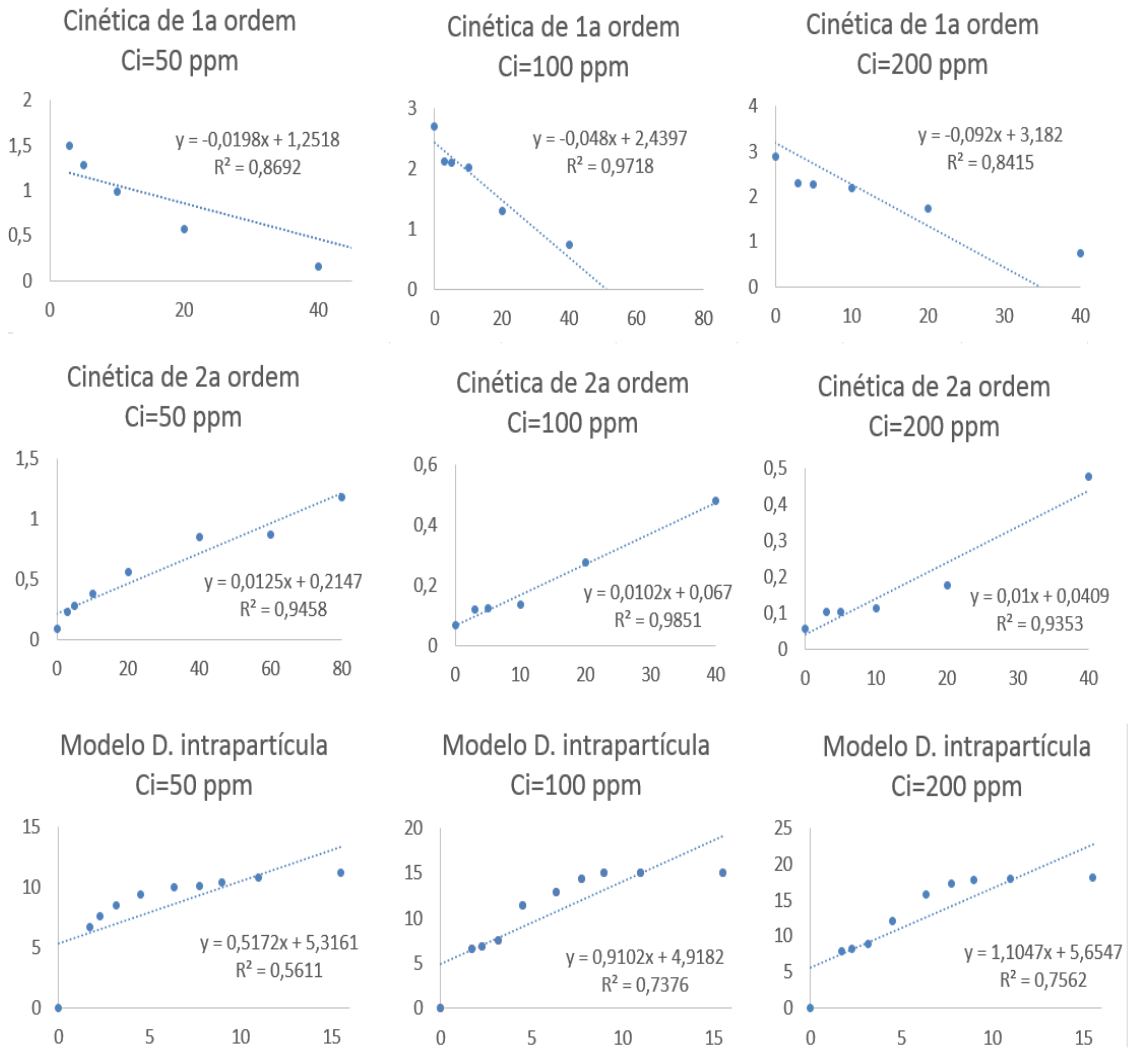 Cinética de 1a ordem
Ci=50 ppm
2
1,5
1
0,5
0
0
20
40
y = -0,0198x + 1,2518
R² = 0,8692
Cinética de 1a ordem
Ci=100 ppm
3
2
1
0
0
20
40
60
80
y = -0,048x + 2,4397
R² = 0,9718
Cinética de 1a ordem
Ci=200 ppm
4
3
2
1
0
0
10
20
30
40
y = -0,092x + 3,182
R² = 0,8415
Cinética de 2a ordem
Ci=50 ppm
1,5
1
0,5
0
0
20
40
60
80
y = 0,0125x + 0,2147
R² = 0,9458
Cinética de 2a ordem
Ci=100 ppm
0,6
0,4
0,2
0
0
10
20
30
40
y = 0,0102x + 0,067
R² = 0,9851
Cinética de 2a ordem
Ci=200 ppm
0,5
0,4
0,3
0,2
0,1
0
0
10
20
30
40
y = 0,01x + 0,0409
R² = 0,9353
Modelo D. intrapartícula
Ci=50 ppm
15
10
5
0
0
5
10
15
y = 0,5172x + 5,3161
R² = 0,5611
Modelo D. intrapartícula
Ci=100 ppm
20
15
10
5
0
0
5
10
15
y = 0,9102x + 4,9182
R² = 0,7376
Modelo D. intrapartícula
Ci=200 ppm
25
20
15
10
5
0
0
5
10
15
y = 1,1047x + 5,6547
R² = 0,7562